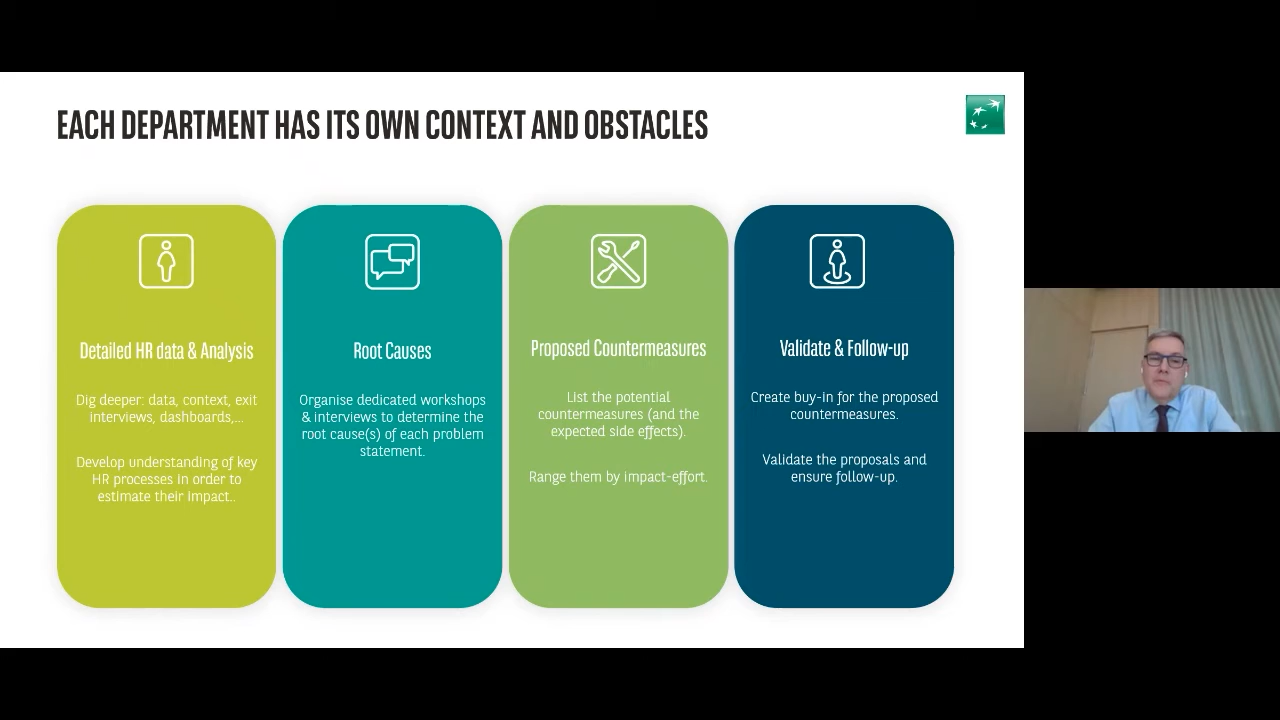 EACH DEPARTMENT HAS ITS OWN CONTEXT AND OBSTACLES
Detailed HR data & Analysis
Dig deeper: data, context, exit
interviews, dashboards,...
Develop understanding of key
HR processes in order to
estimate their impact..
Root Causes
Organise dedicated workshops
& interviews to determine the
root cause(s) of each problem
statement.
Proposed Countermeasures
List the potential
countermeasures (and the
expected side effects).
Range them by impact-effort.
Validate & Follow-up
Create buy-in for the proposed
countermeasures.
Validate the proposals and
ensure follow-up.